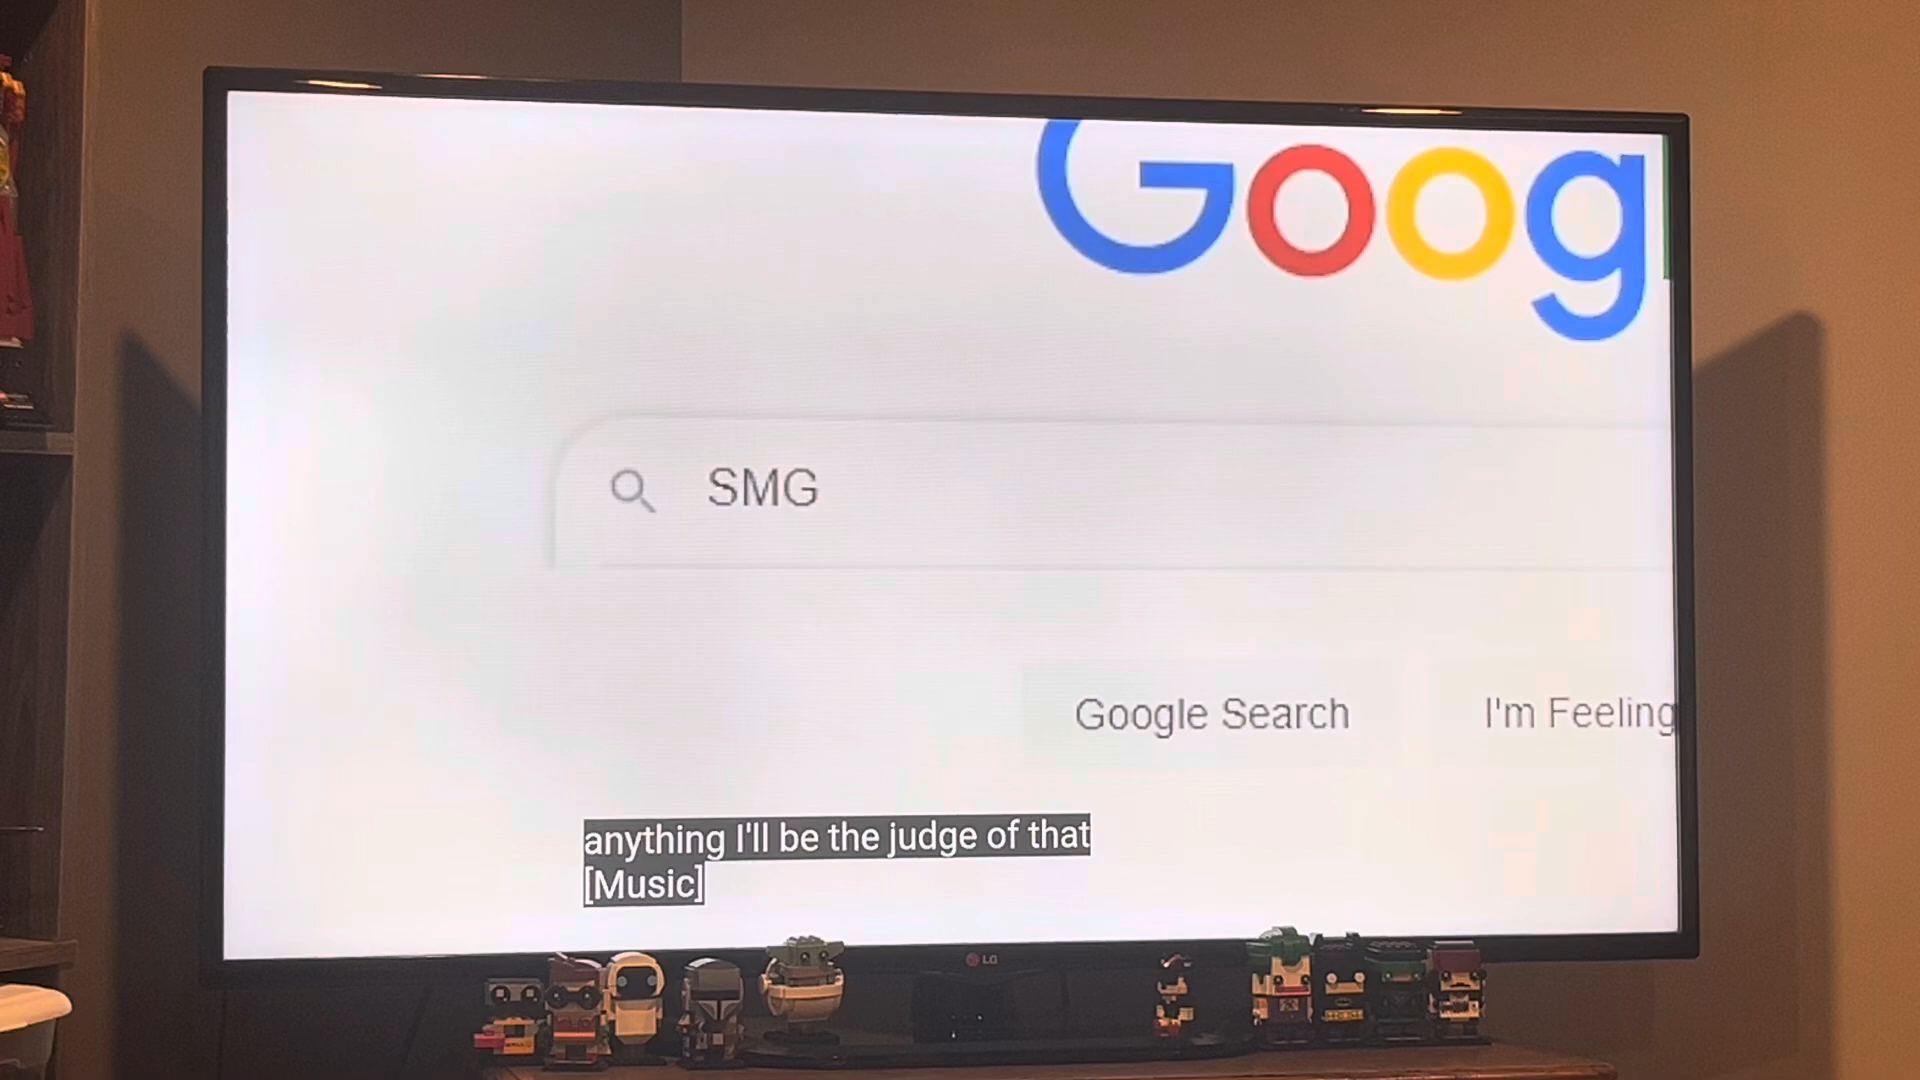 Goog
SMG
Google Search
I'm Feeling
anything I'll be the judge of that
[Music]
LG